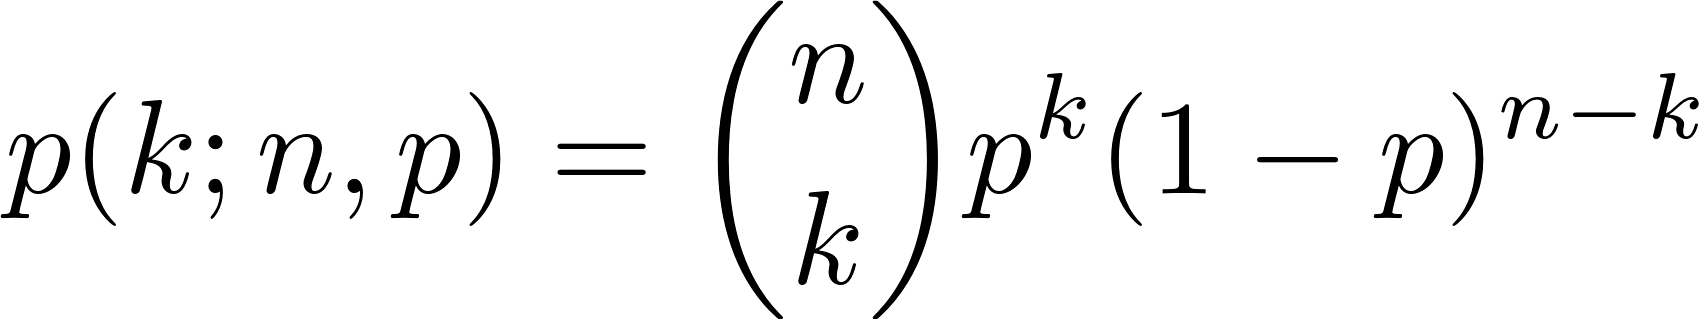 p(k; n, p) = \binom{n}{k} p^k (1 - p)^{n-k}